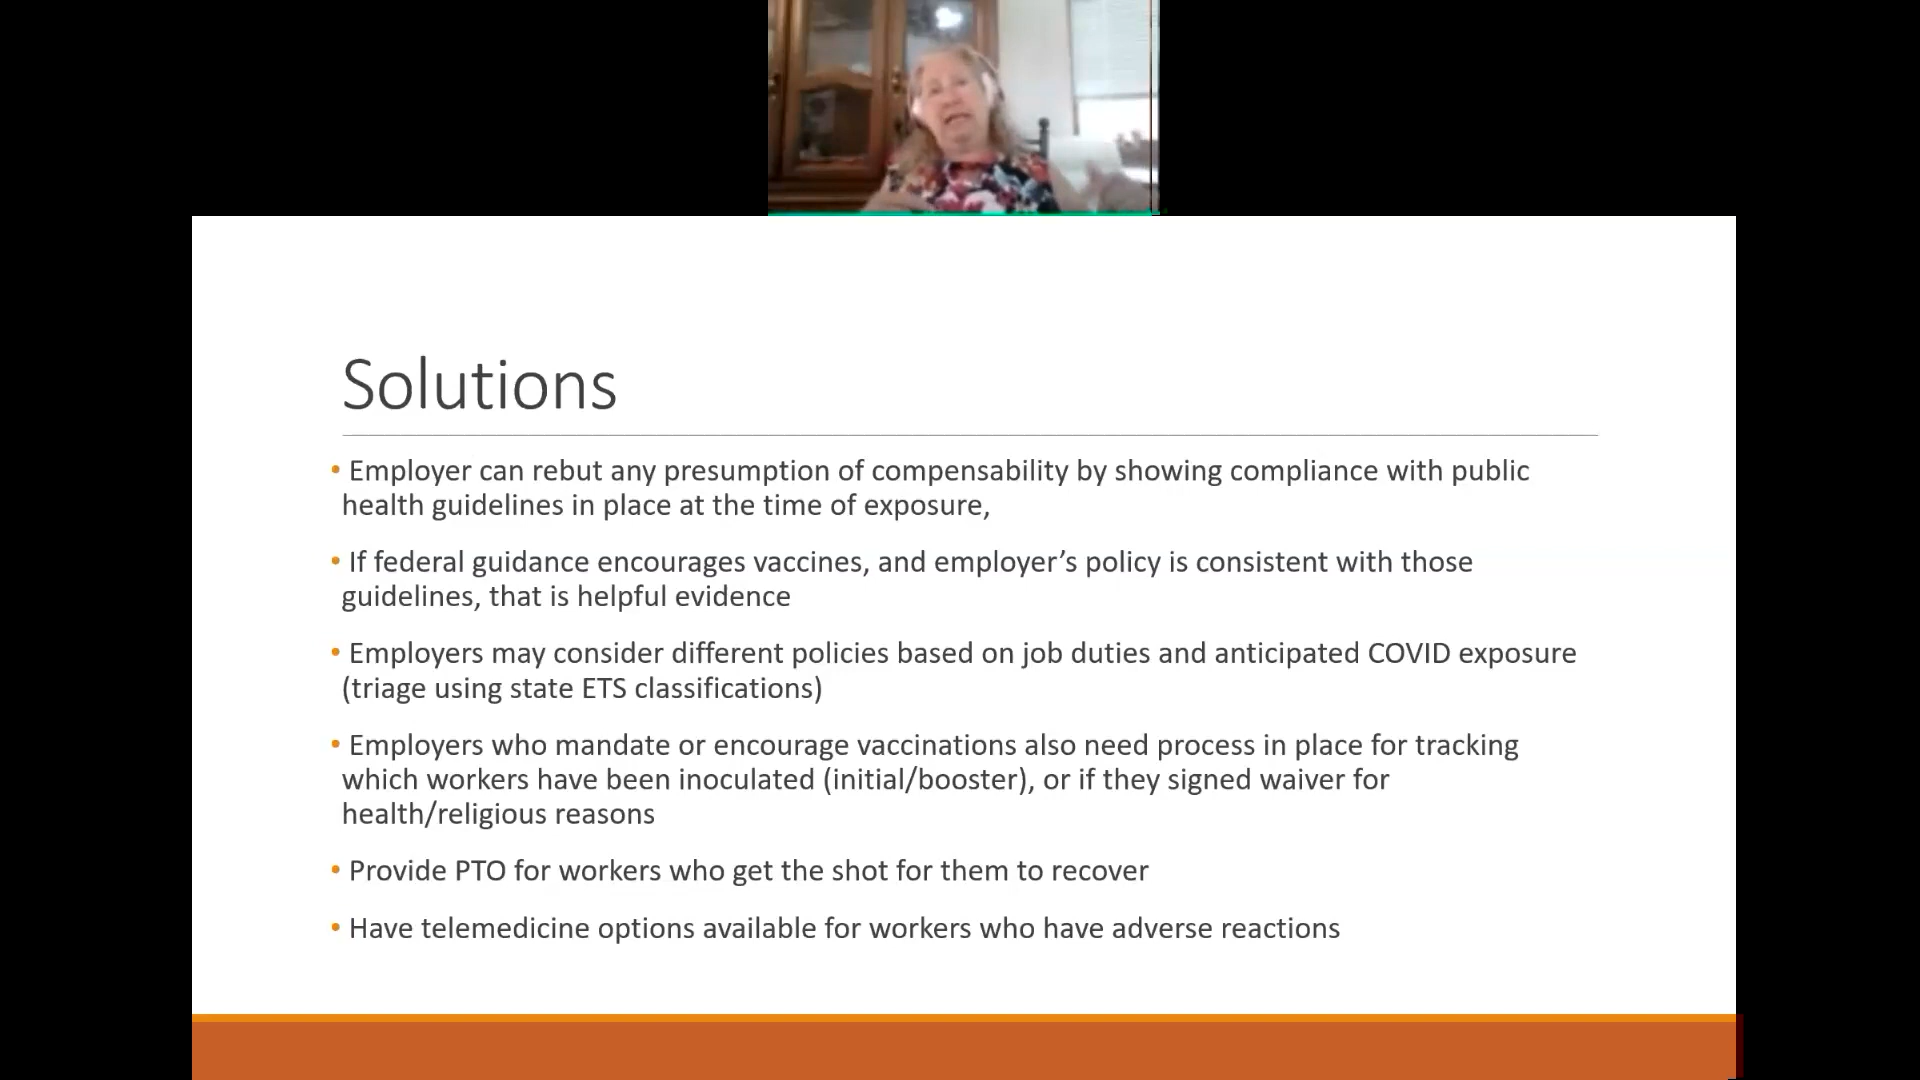 Solutions
• Employer can rebut any presumption of compensability by showing compliance with public
health guidelines in place at the time of exposure,
• If federal guidance encourages vaccines, and employer’s policy is consistent with those
guidelines, that is helpful evidence
• Employers may consider different policies based on job duties and anticipated COVID exposure
(triage using state ETS classifications)
• Employers who mandate or encourage vaccinations also need process in place for tracking
which workers have been inoculated (initial/booster), or if they signed waiver for
health/religious reasons
• Provide PTO for workers who get the shot for them to recover
• Have telemedicine options available for workers who have adverse reactions